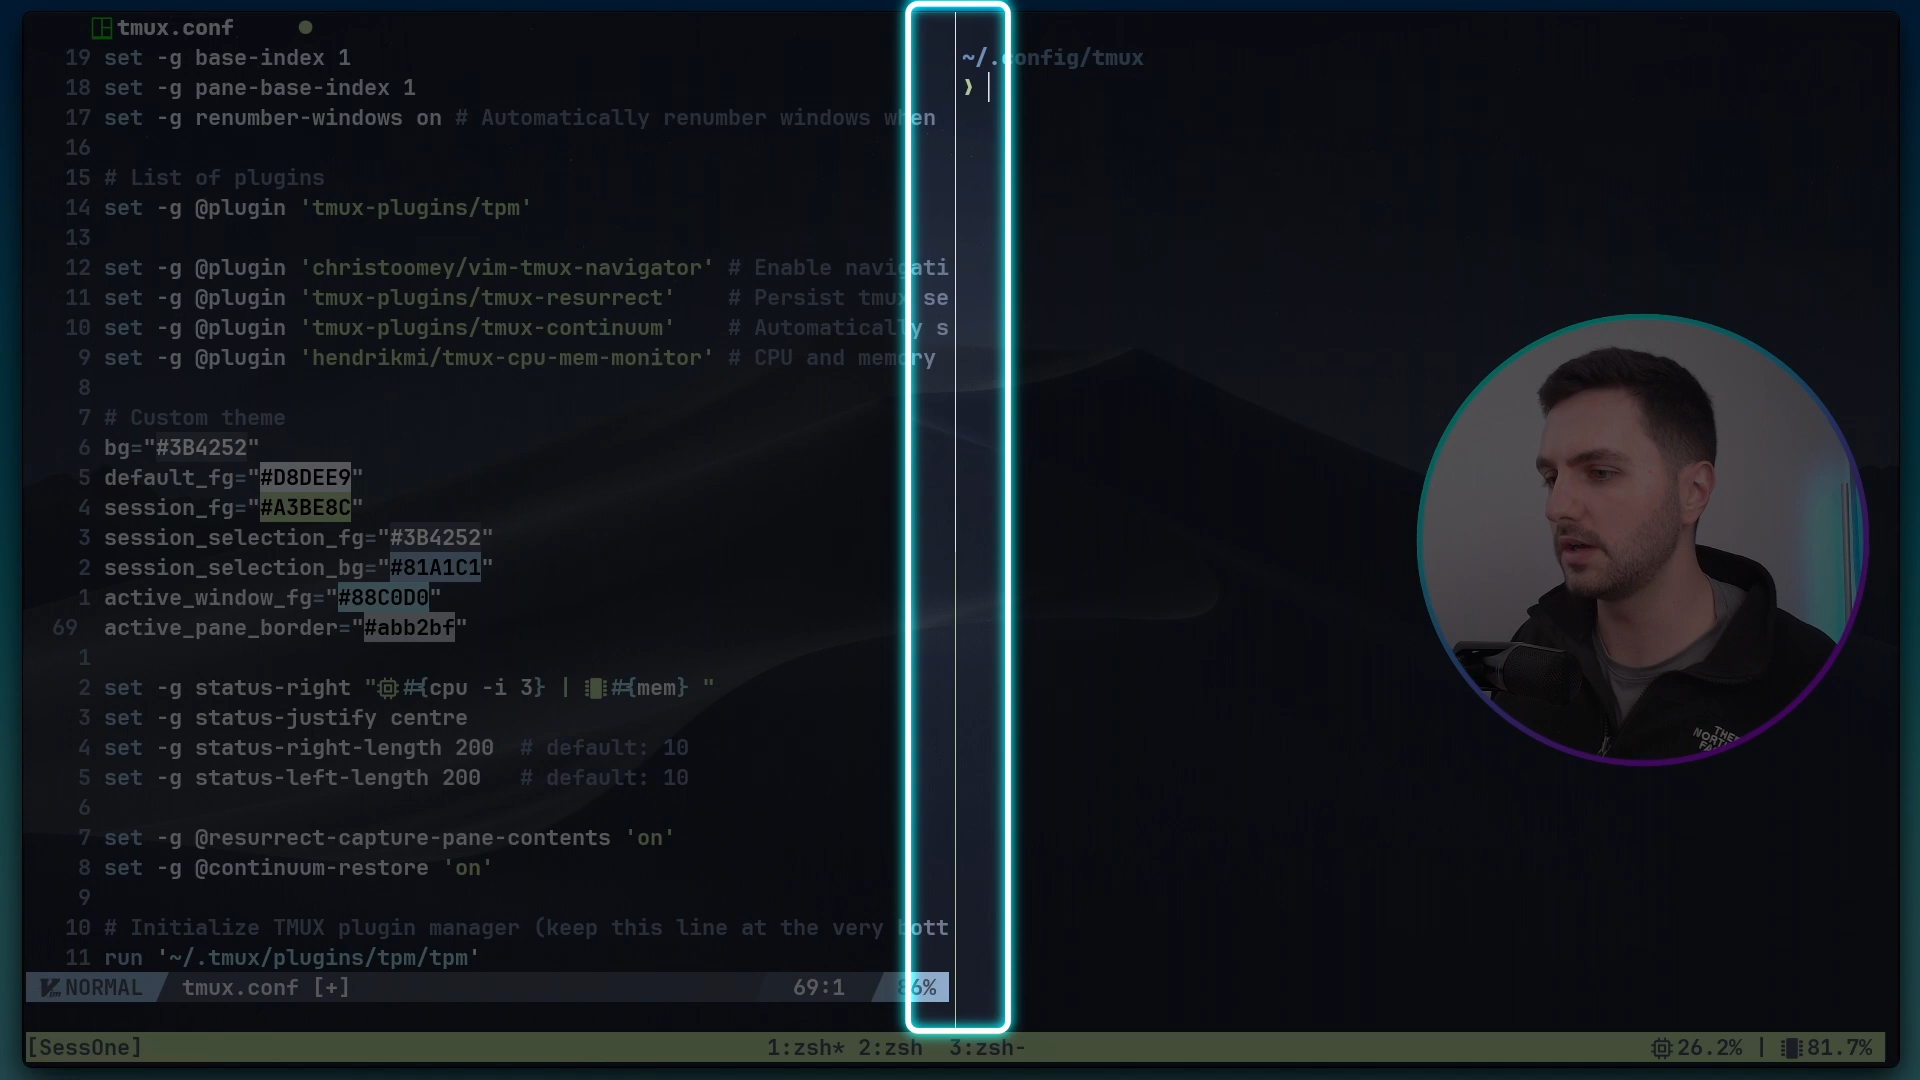 tmux.conf
19 set -g base-index 1
18 set -g pane-base-index 1
17 set -g renumber-windows on # Automatically renumber windows when
16
15 # List of plugins
14 set -g @plugin 'tmux-plugins/tpm'
13
12 set -g @plugin 'christoomey/vim-tmux-navigator' # Enable navigati
11 set -g @plugin 'tmux-plugins/tmux-resurrect' # Persist tmux se
10 set -g @plugin 'tmux-plugins/tmux-continuum' # Automatically s
9 set -g @plugin 'hendrikmi/tmux-cpu-mem-monitor' # CPU and memory
8
7 # Custom theme
6 bg="#3B4252"
5 default_fg="#D8DEE9"
4 session_fg="#A3BE8C"
3 session_selection_fg="#3B4252"
2 session_selection_bg="#81A1C1"
1 active_window_fg="#88C0D0"
69 active_pane_border="#abb2bf"
1
2 set -g status-right "#{cpu -i 3} | #{mem} "
3 set -g status-justify centre
4 set -g status-right-length 200 # default: 10
5 set -g status-left-length 200 # default: 10
6
7 set -g @resurrect-capture-pane-contents 'on'
8 set -g @continuum-restore 'on'
9
10 # Initialize TMUX plugin manager (keep this line at the very bott
11 run '~/.tmux/plugins/tpm/tpm'
NORMAL tmux.conf [+] 69:1 86%
~/.config/tmux
❯
THE NORTH
[SessOne] 1:zsh* 2:zsh 3:zsh- 26.2% | 81.7%